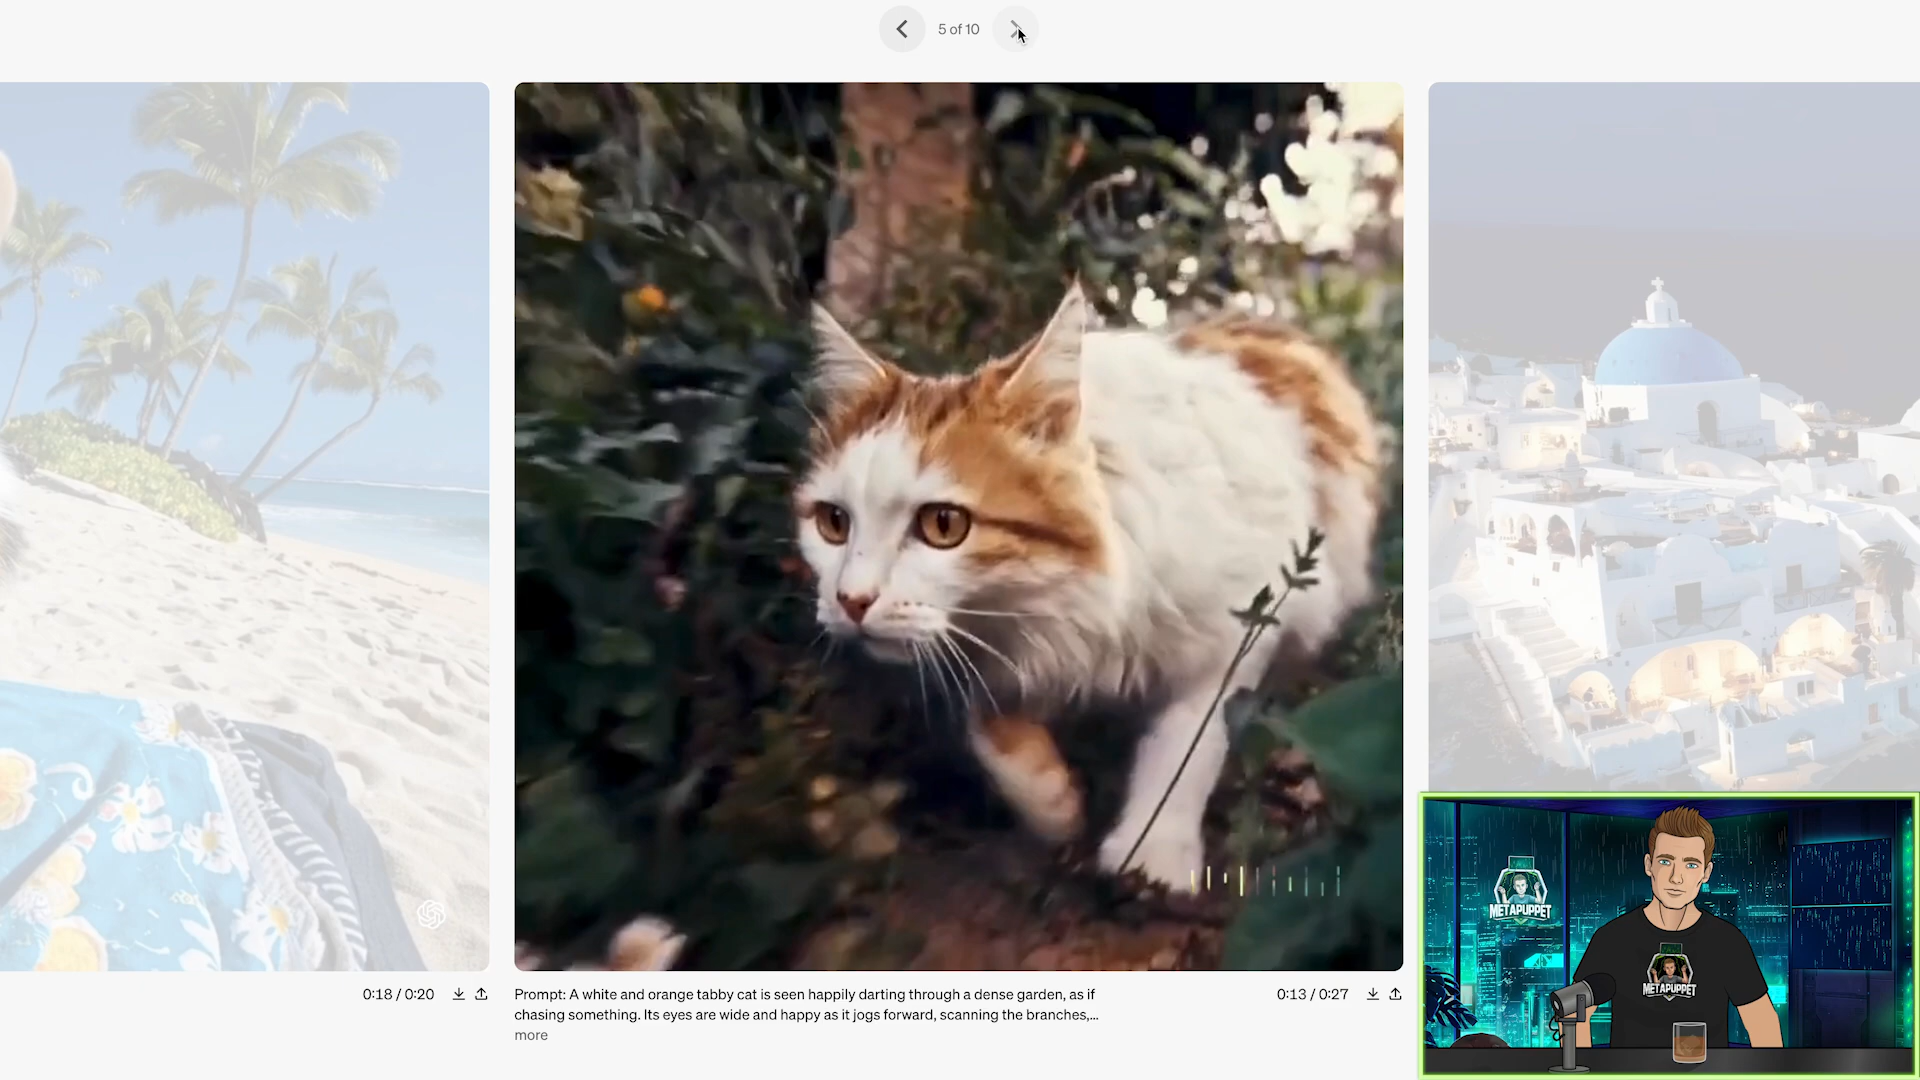 5 of 10
0:18 / 0:20
Prompt: A white and orange tabby cat is seen happily darting through a dense garden, as if
chasing something. Its eyes are wide and happy as it jogs forward, scanning the branches,...
more
0:13 / 0:27
METAPUPPET
METAPUPPET